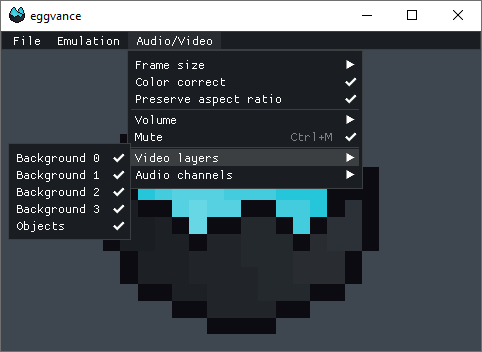 eggvance
File Emulation Audio/Video
Frame size
Color correct
Preserve aspect ratio
Volume
Mute Ctrl+M
Video layers
Audio channels
Background 0
Background 1
Background 2
Background 3
Objects